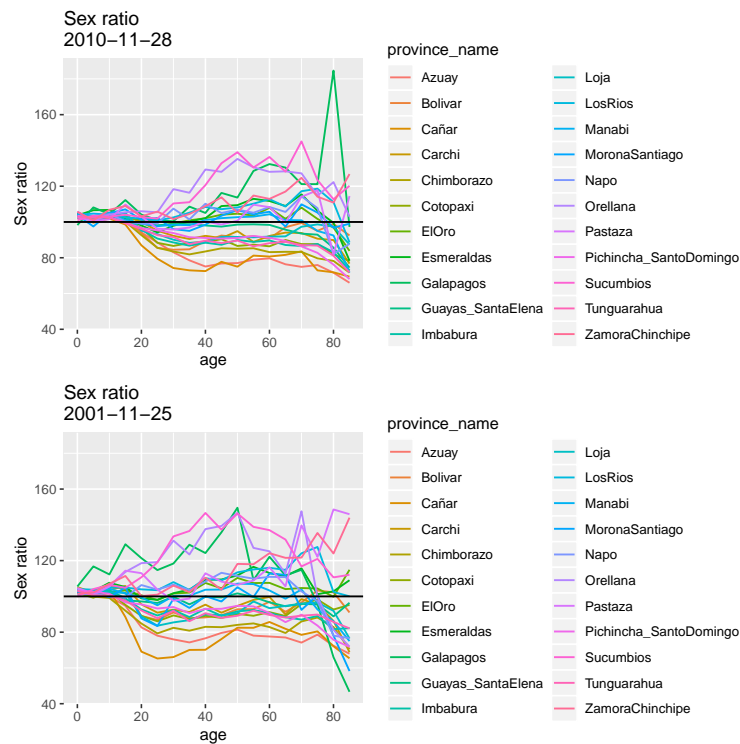 Sex ratio
2010−11−28
Sex ratio
160
120
80
40
0
20
40
60
80
age
province_name
Azuay
Bolivar
Cañar
Carchi
Chimborazo
Cotopaxi
ElOro
Esmeraldas
Galapagos
Guayas_SantaElena
Imbabura
Loja
LosRios
Manabi
MoronaSantiago
Napo
Orellana
Pastaza
Pichincha_SantoDomingo
Sucumbios
Tunguarahua
ZamoraChinchipe
Sex ratio
2001−11−25
Sex ratio
160
120
80
40
0
20
40
60
80
age
province_name
Azuay
Bolivar
Cañar
Carchi
Chimborazo
Cotopaxi
ElOro
Esmeraldas
Galapagos
Guayas_SantaElena
Imbabura
Loja
LosRios
Manabi
MoronaSantiago
Napo
Orellana
Pastaza
Pichincha_SantoDomingo
Sucumbios
Tunguarahua
ZamoraChinchipe